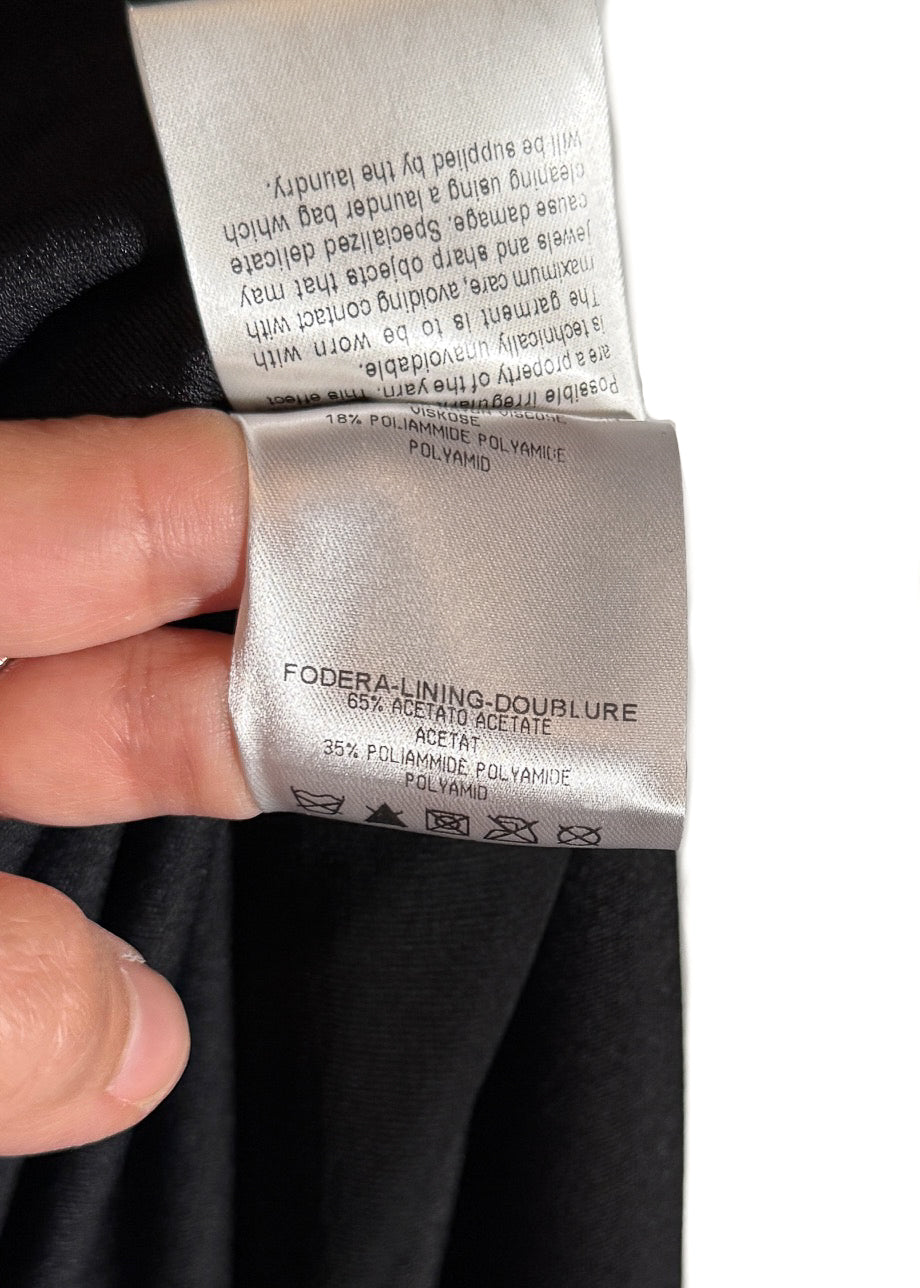 Possible
are a property of the yarn. This effect
is technically unavoidable.
The garment is to be worn with
maximum care, avoiding contact with
jewels and sharp objects that may
cause damage. Specialized delicate
cleaning using a launder bag which
will be supplied by the laundry.
VISKOSE VISCOSE
18% POLIAMMIDE POLYAMIDE
POLYAMID
FODERA-LINING-DOUBLURE
65% ACETATO ACETATE
ACETAT
35% POLIAMMIDE POLYAMIDE
POLYAMID